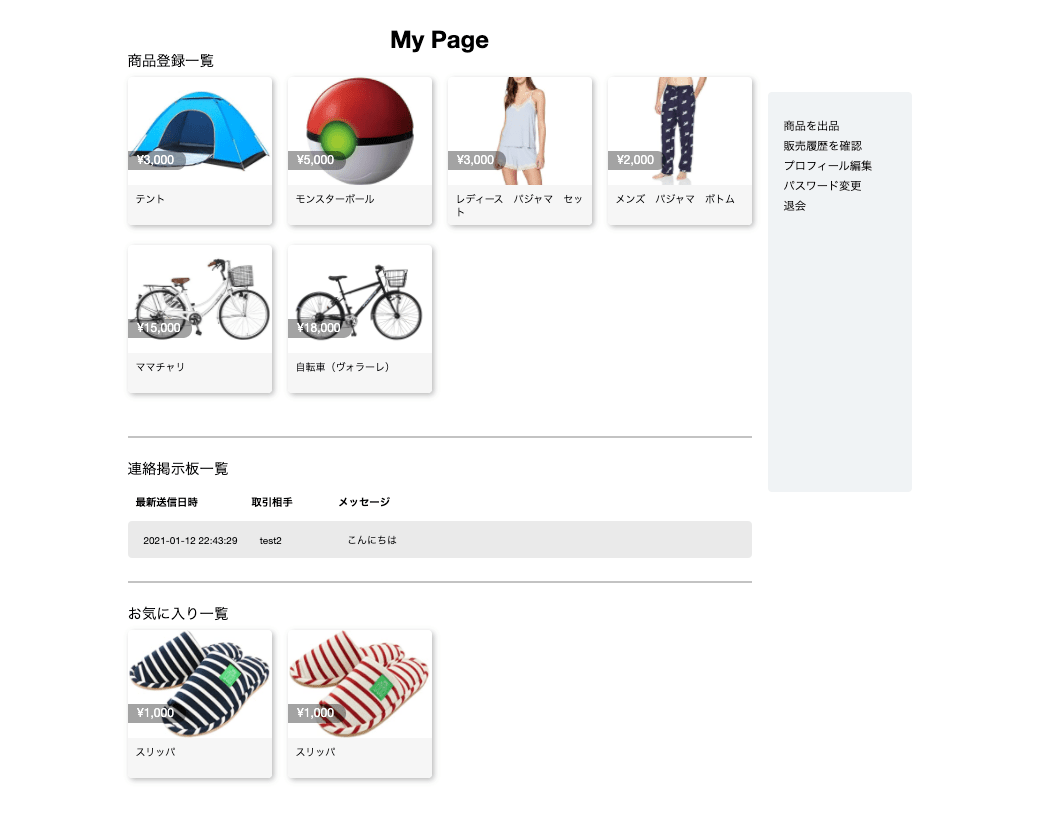 My Page
商品登録一覧
¥3,000
テント
¥5,000
モンスターボール
¥3,000
レディース　パジャマ　セッ
ト
¥2,000
メンズ　パジャマ　ボトム
¥15,000
ママチャリ
¥18,000
自転車（ヴォラーレ）
商品を出品
販売履歴を確認
プロフィール編集
パスワード変更
退会
連絡掲示板一覧
最新送信日時 取引相手 メッセージ
2021-01-12 22:43:29 test2 こんにちは
お気に入り一覧
¥1,000
スリッパ
¥1,000
スリッパ